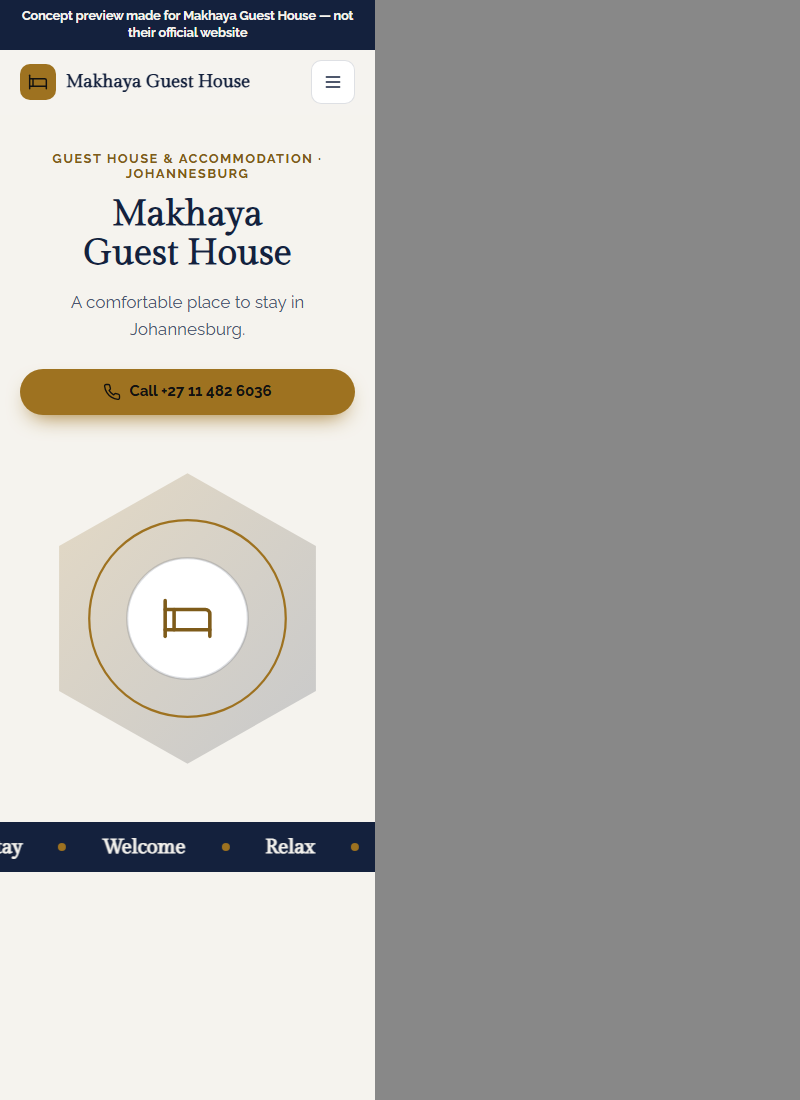 Concept preview made for Makhaya Guest House — not
their official website
Makhaya Guest House
GUEST HOUSE & ACCOMMODATION ·
JOHANNESBURG
Makhaya
Guest House
A comfortable place to stay in
Johannesburg.
Call +27 11 482 6036
Welcome
Relax